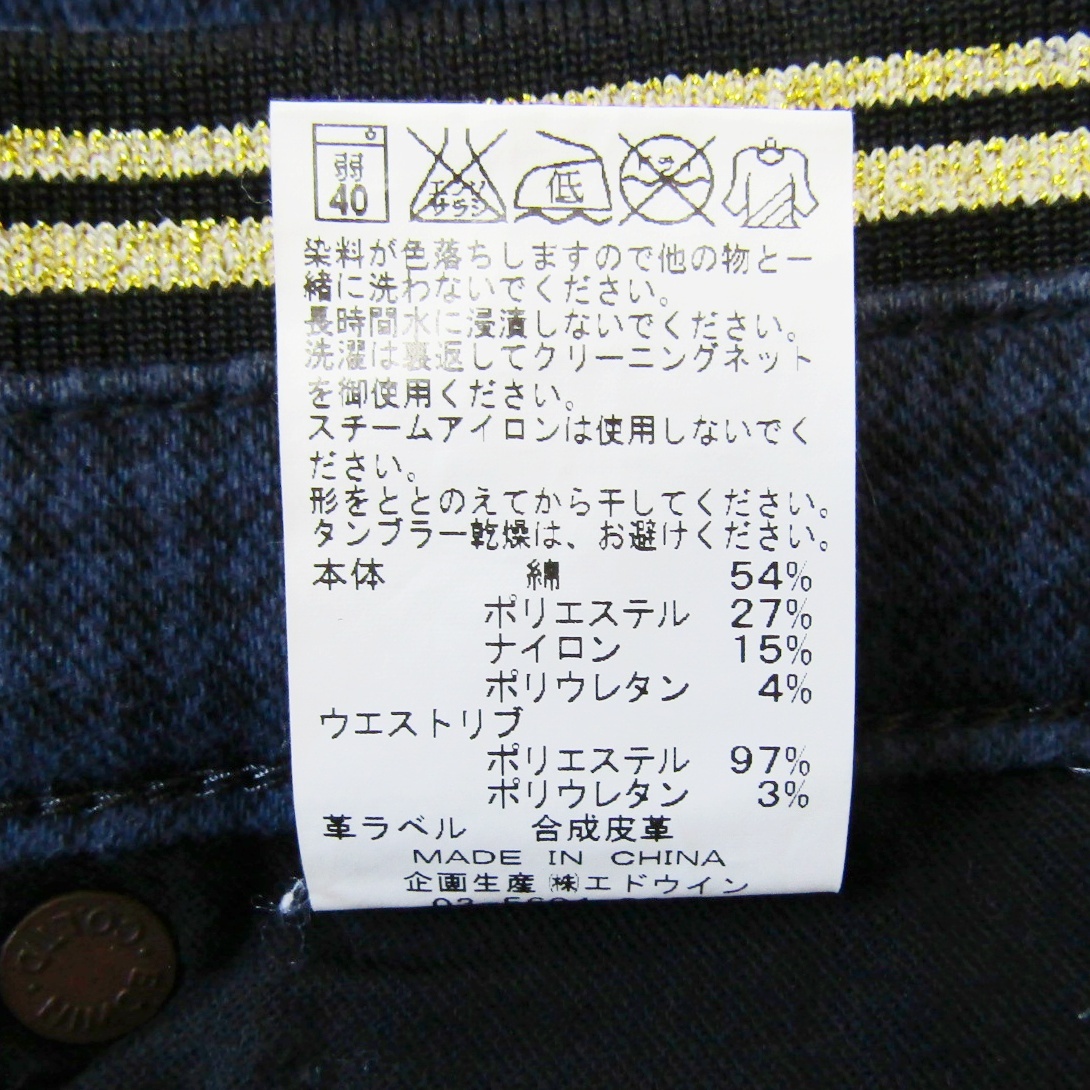 弱
40
エンソ
サラシ
低
ドライ
染料が色落ちしますので他の物と一
緒に洗わないでください。
長時間水に浸漬しないでください。
洗濯は裏返してクリーニングネット
を御使用ください。
スチームアイロンは使用しないでく
ださい。
形をととのえてから干してください。
タンブラー乾燥は、お避けください。
本体 綿 54%
ポリエステル 27%
ナイロン 15%
ポリウレタン 4%
ウエストリブ
ポリエステル 97%
ポリウレタン 3%
革ラベル 合成皮革
MADE IN CHINA
企画生産㈱エドウイン